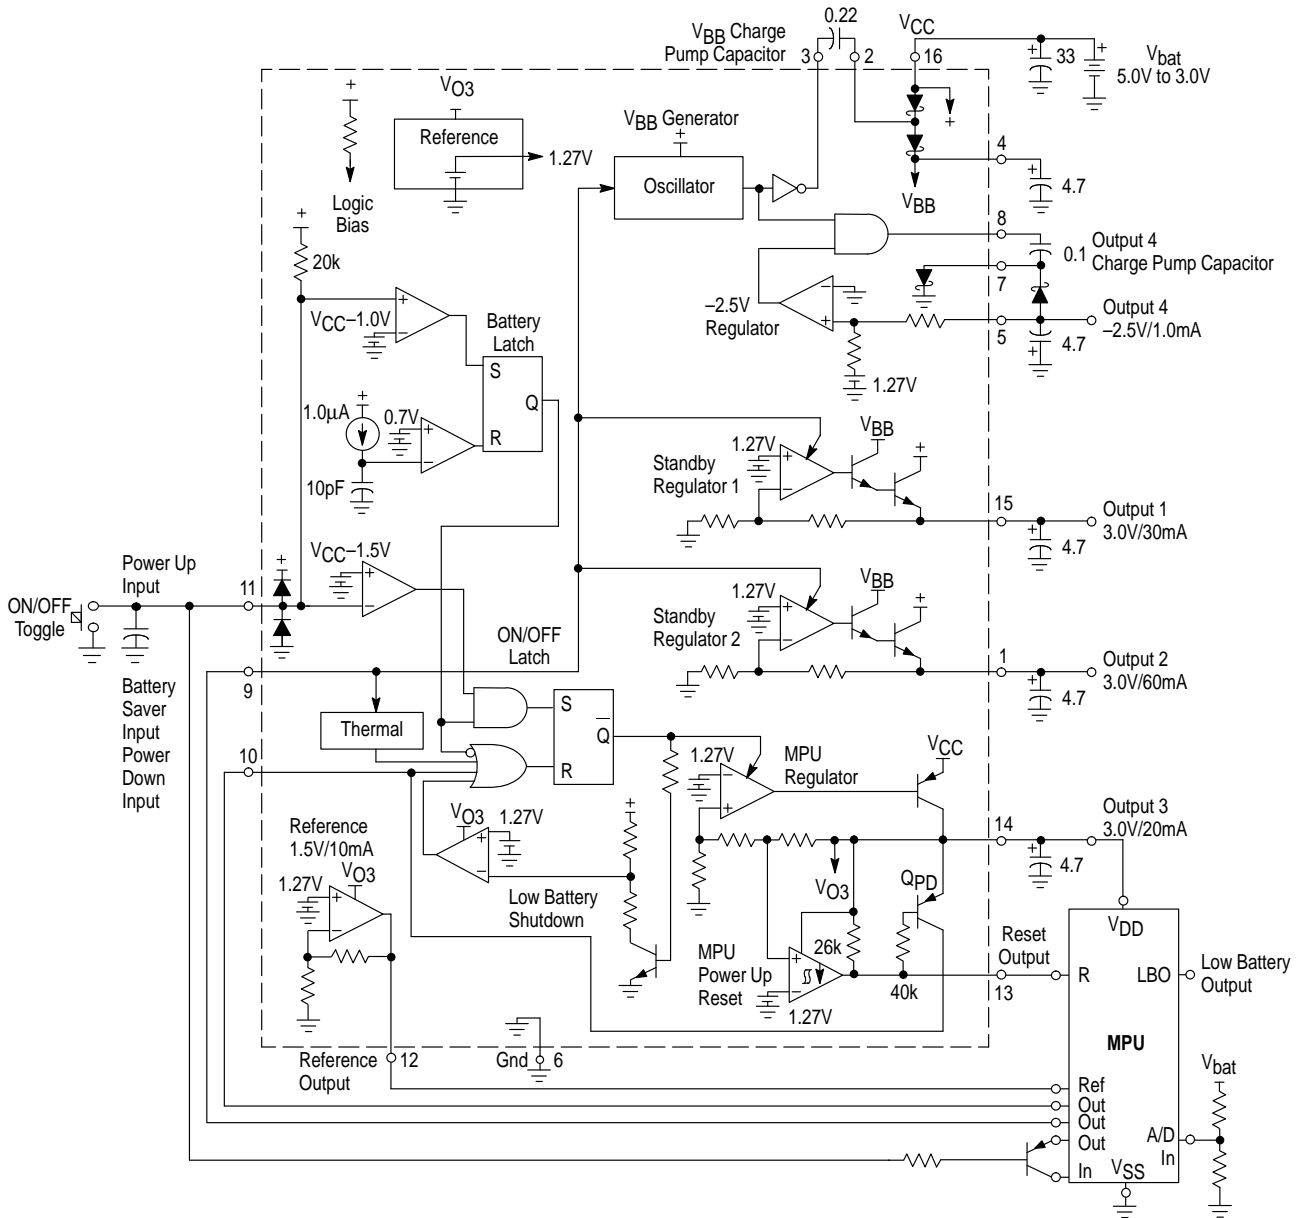 0.22
VBB Charge
Pump Capacitor
3
2
VCC
16
33
Vbat
5.0V to 3.0V
VO3
Reference
1.27V
Logic
Bias
VBB Generator
Oscillator
VBB
4
4.7
8
0.1
Output 4
Charge Pump Capacitor
7
–2.5V
Regulator
1.27V
5
4.7
Output 4
–2.5V/1.0mA
20k
VCC–1.0V
Battery
Latch
S
Q
R
1.0µA
0.7V
10pF
Standby
Regulator 1
1.27V
VBB
15
4.7
Output 1
3.0V/30mA
Power Up
Input
11
VCC–1.5V
ON/OFF
Toggle
ON/OFF
Latch
Standby
Regulator 2
1.27V
VBB
1
4.7
Output 2
3.0V/60mA
9
Battery
Saver
Input
Power
Down
Input
10
Thermal
S
Q
R
1.27V
MPU
Regulator
VCC
14
4.7
Output 3
3.0V/20mA
Reference
1.5V/10mA
VO3
1.27V
VO3
1.27V
Low Battery
Shutdown
VO3
QPD
MPU
Power Up
Reset
26k
1.27V
40k
Reset
Output
13
VDD
R
LBO
Low Battery
Output
MPU
Reference
Output
12
Gnd
6
Ref
Out
Out
Out
In
VSS
A/D
In
Vbat